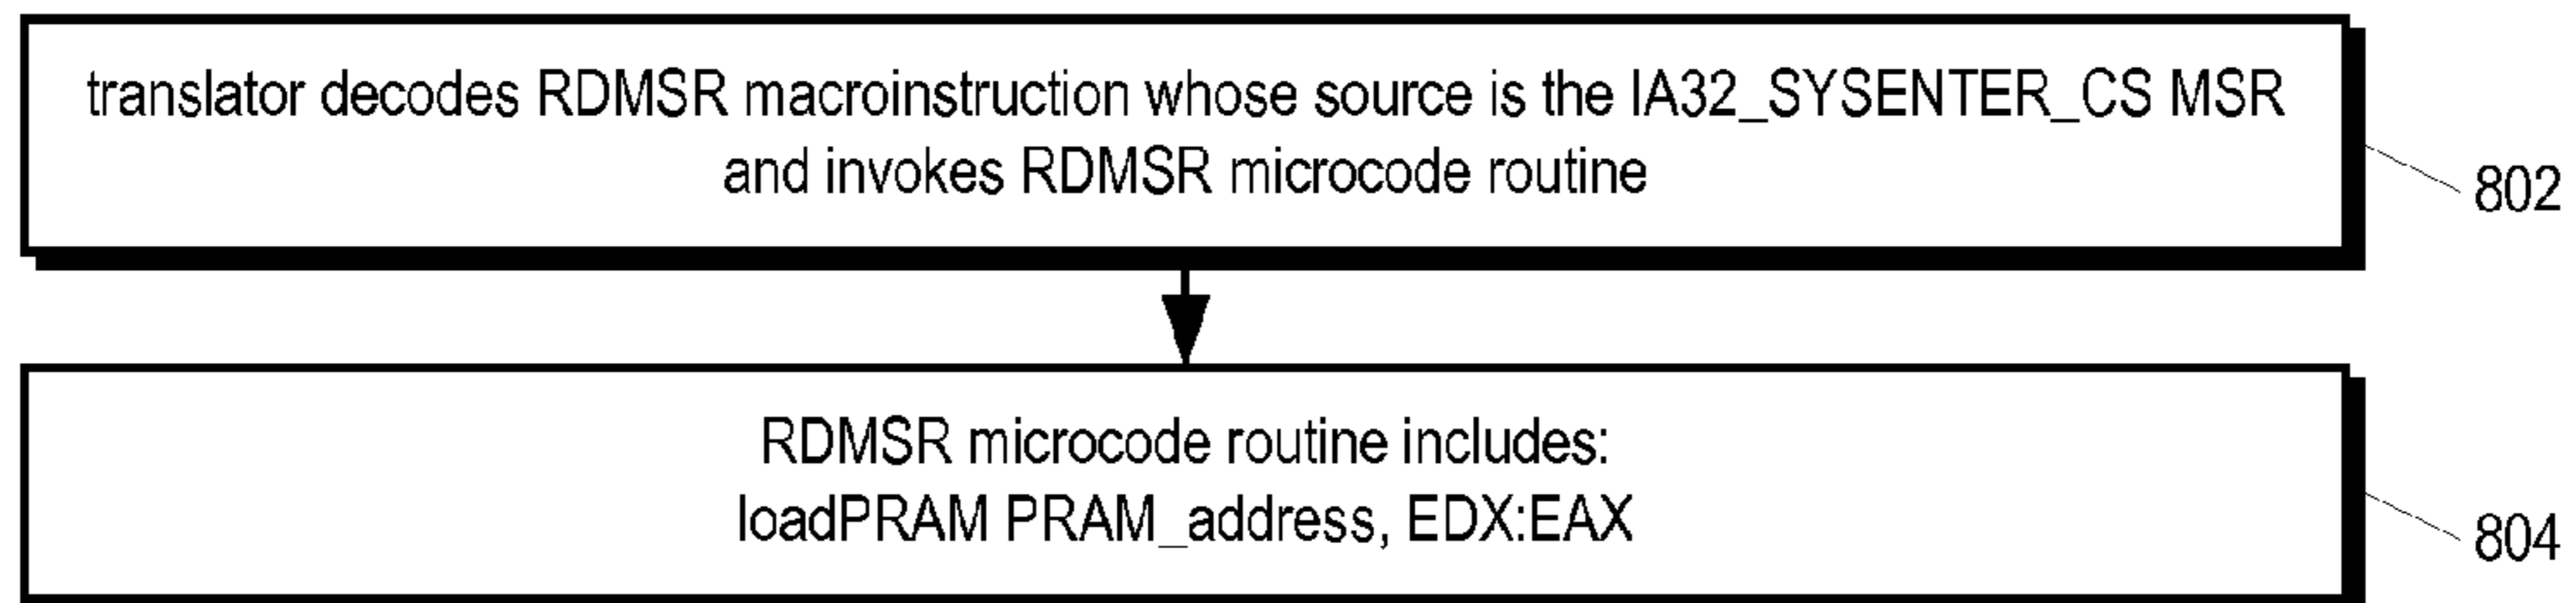 translator decodes RDMSR macroinstruction whose source is the IA32_SYSENTER_CS MSR
and invokes RDMSR microcode routine
802
RDMSR microcode routine includes:
loadPRAM PRAM_address, EDX:EAX
804